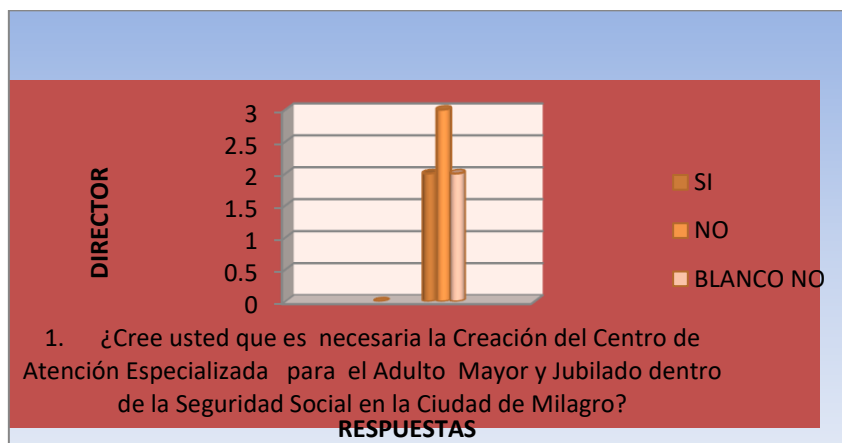 3
2.5
2
1.5
1
0.5
0
DIRECTOR
SI
NO
BLANCO NO
1. ¿Cree usted que es necesaria la Creación del Centro de
Atención Especializada para el Adulto Mayor y Jubilado dentro
de la Seguridad Social en la Ciudad de Milagro?
RESPUESTAS